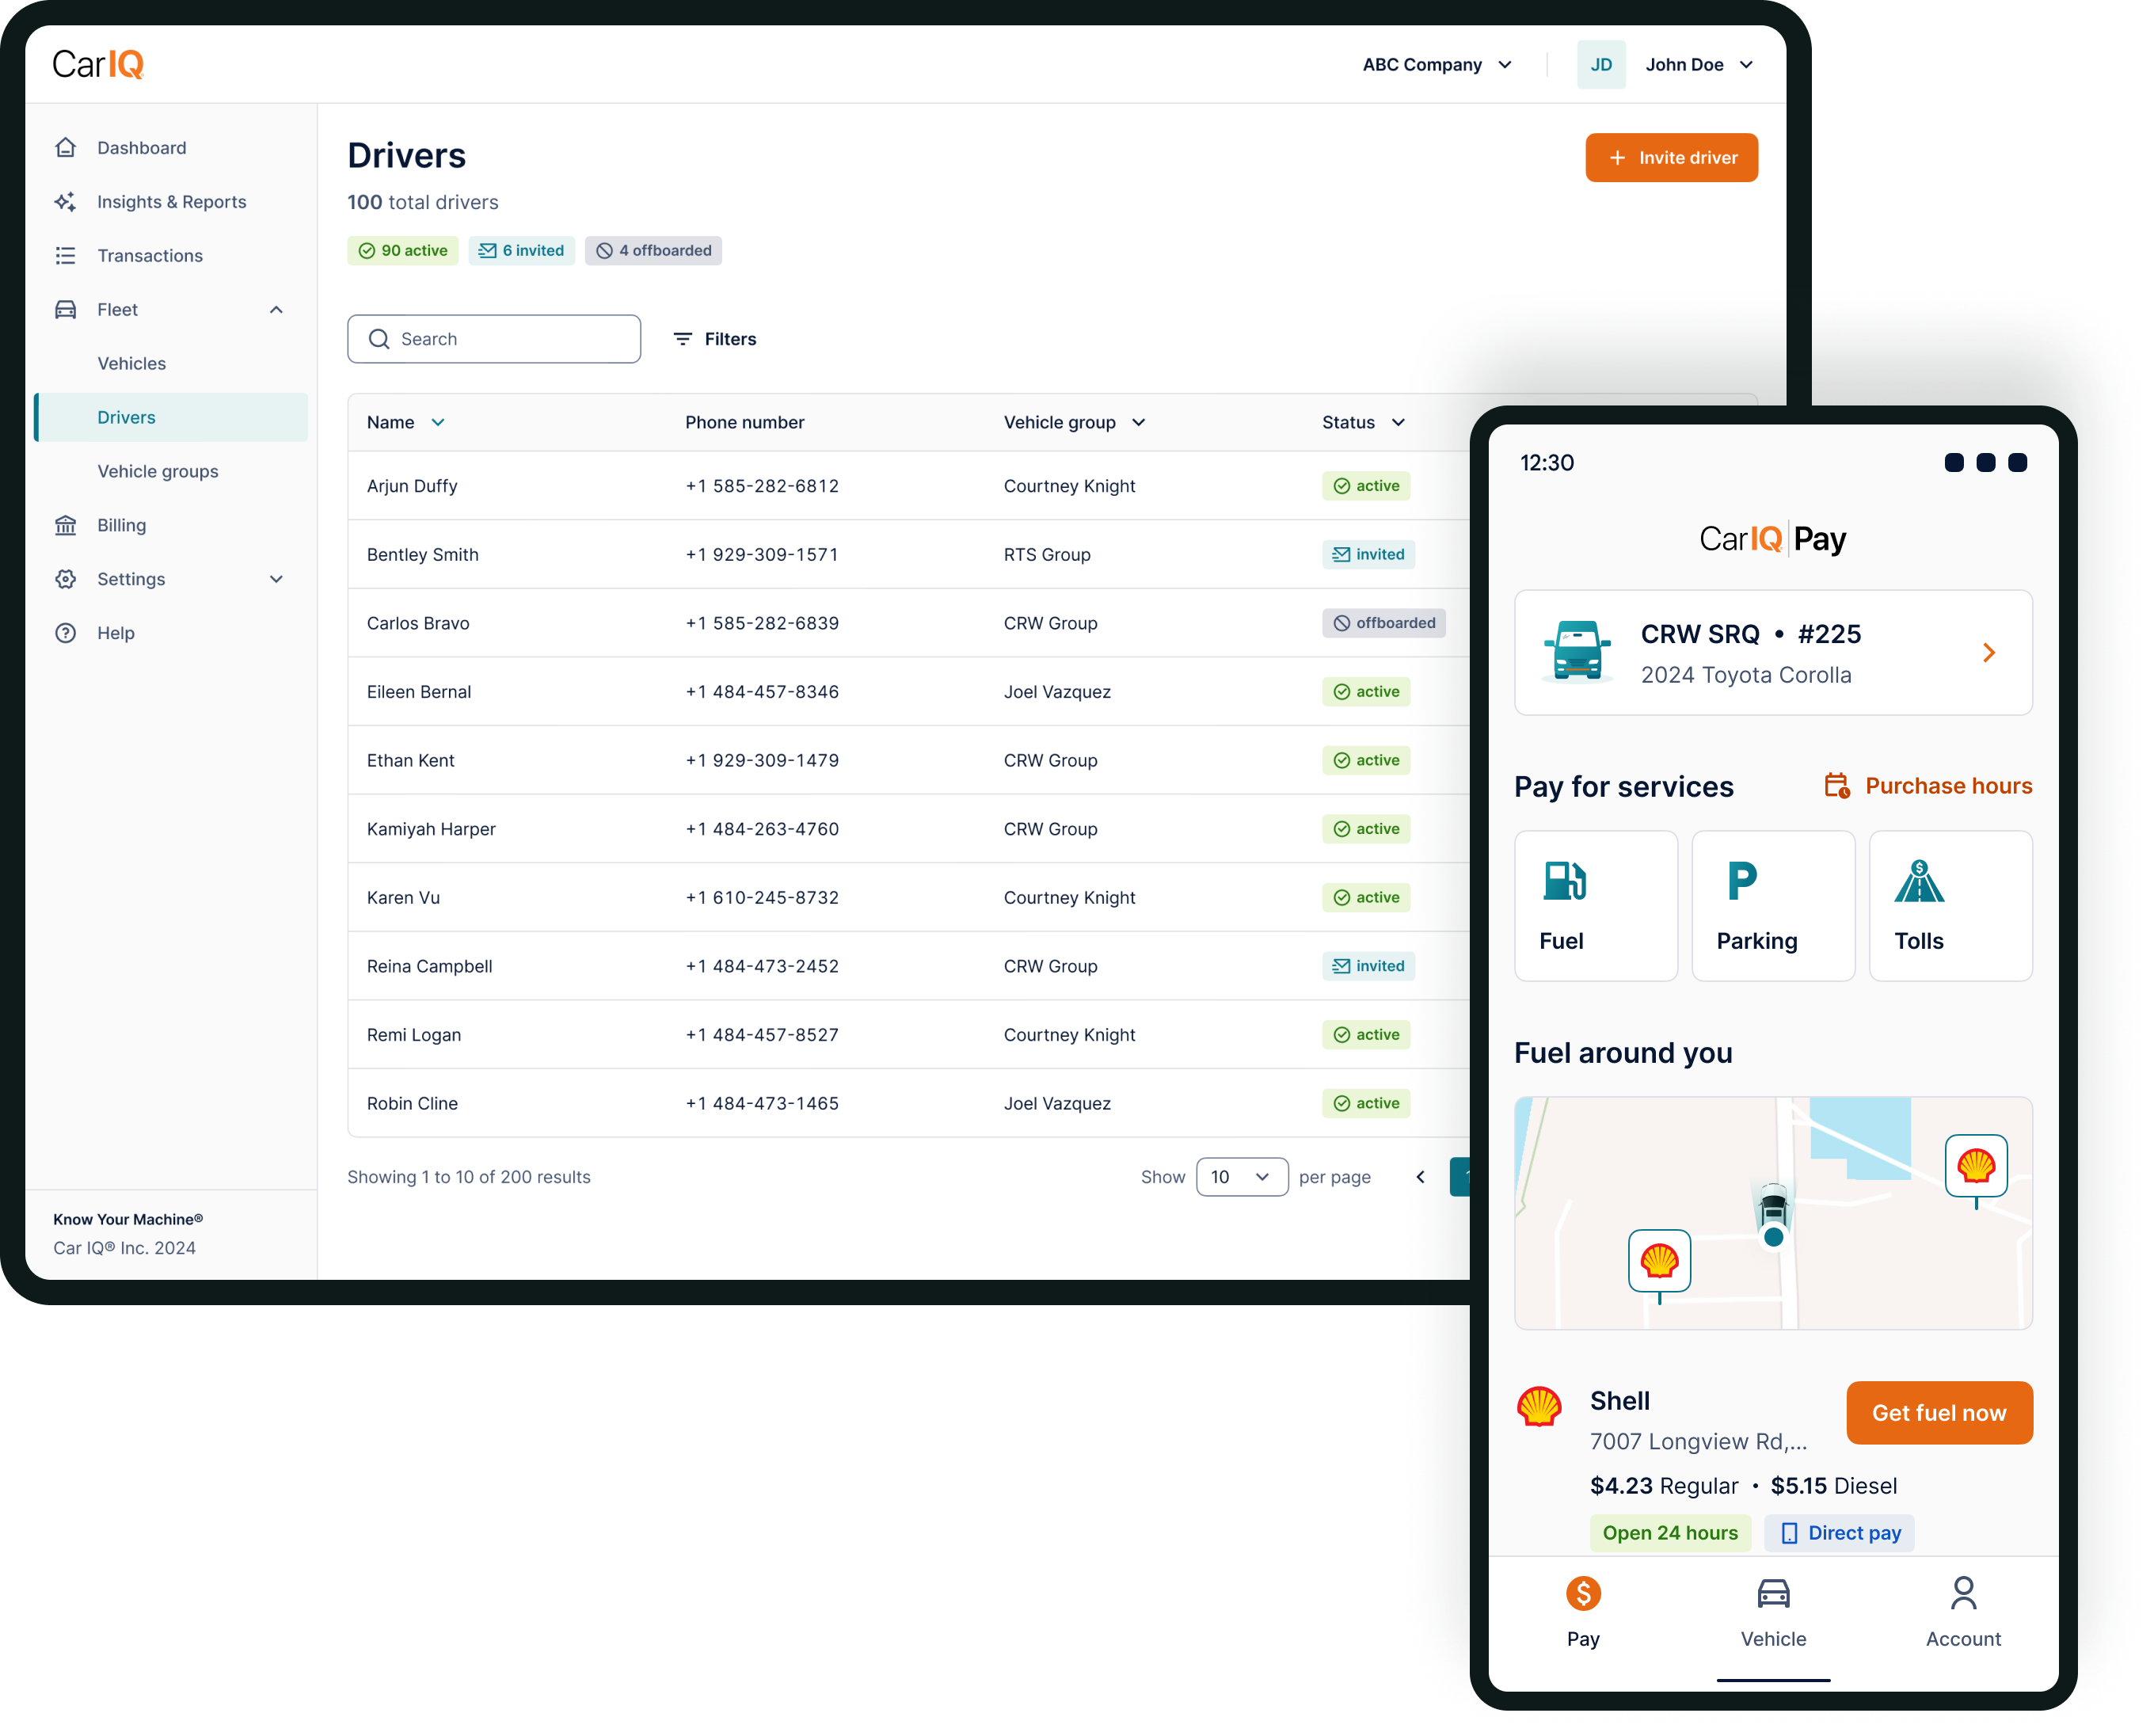 CarIQ
ABC Company
JD
John Doe
Dashboard
Insights & Reports
Transactions
Fleet
Vehicles
Drivers
Vehicle groups
Billing
Settings
Help
Know Your Machine®
Car IQ® Inc. 2024
Drivers
Invite driver
100 total drivers
90 active
6 invited
4 offboarded
Search
Filters
Name Phone number Vehicle group Status
Arjun Duffy +1 585-282-6812 Courtney Knight active
Bentley Smith +1 929-309-1571 RTS Group invited
Carlos Bravo +1 585-282-6839 CRW Group offboarded
Eileen Bernal +1 484-457-8346 Joel Vazquez active
Ethan Kent +1 929-309-1479 CRW Group active
Kamiyah Harper +1 484-263-4760 CRW Group active
Karen Vu +1 610-245-8732 Courtney Knight active
Reina Campbell +1 484-473-2452 CRW Group invited
Remi Logan +1 484-457-8527 Courtney Knight active
Robin Cline +1 484-473-1465 Joel Vazquez active
Showing 1 to 10 of 200 results
Show 10 per page
12:30
CarIQ Pay
CRW SRQ • #225
2024 Toyota Corolla
Pay for services
Purchase hours
P
Fuel
Parking
Tolls
Fuel around you
Shell
7007 Longview Rd,...
Get fuel now
$4.23 Regular • $5.15 Diesel
Open 24 hours
Direct pay
Pay
Vehicle
Account